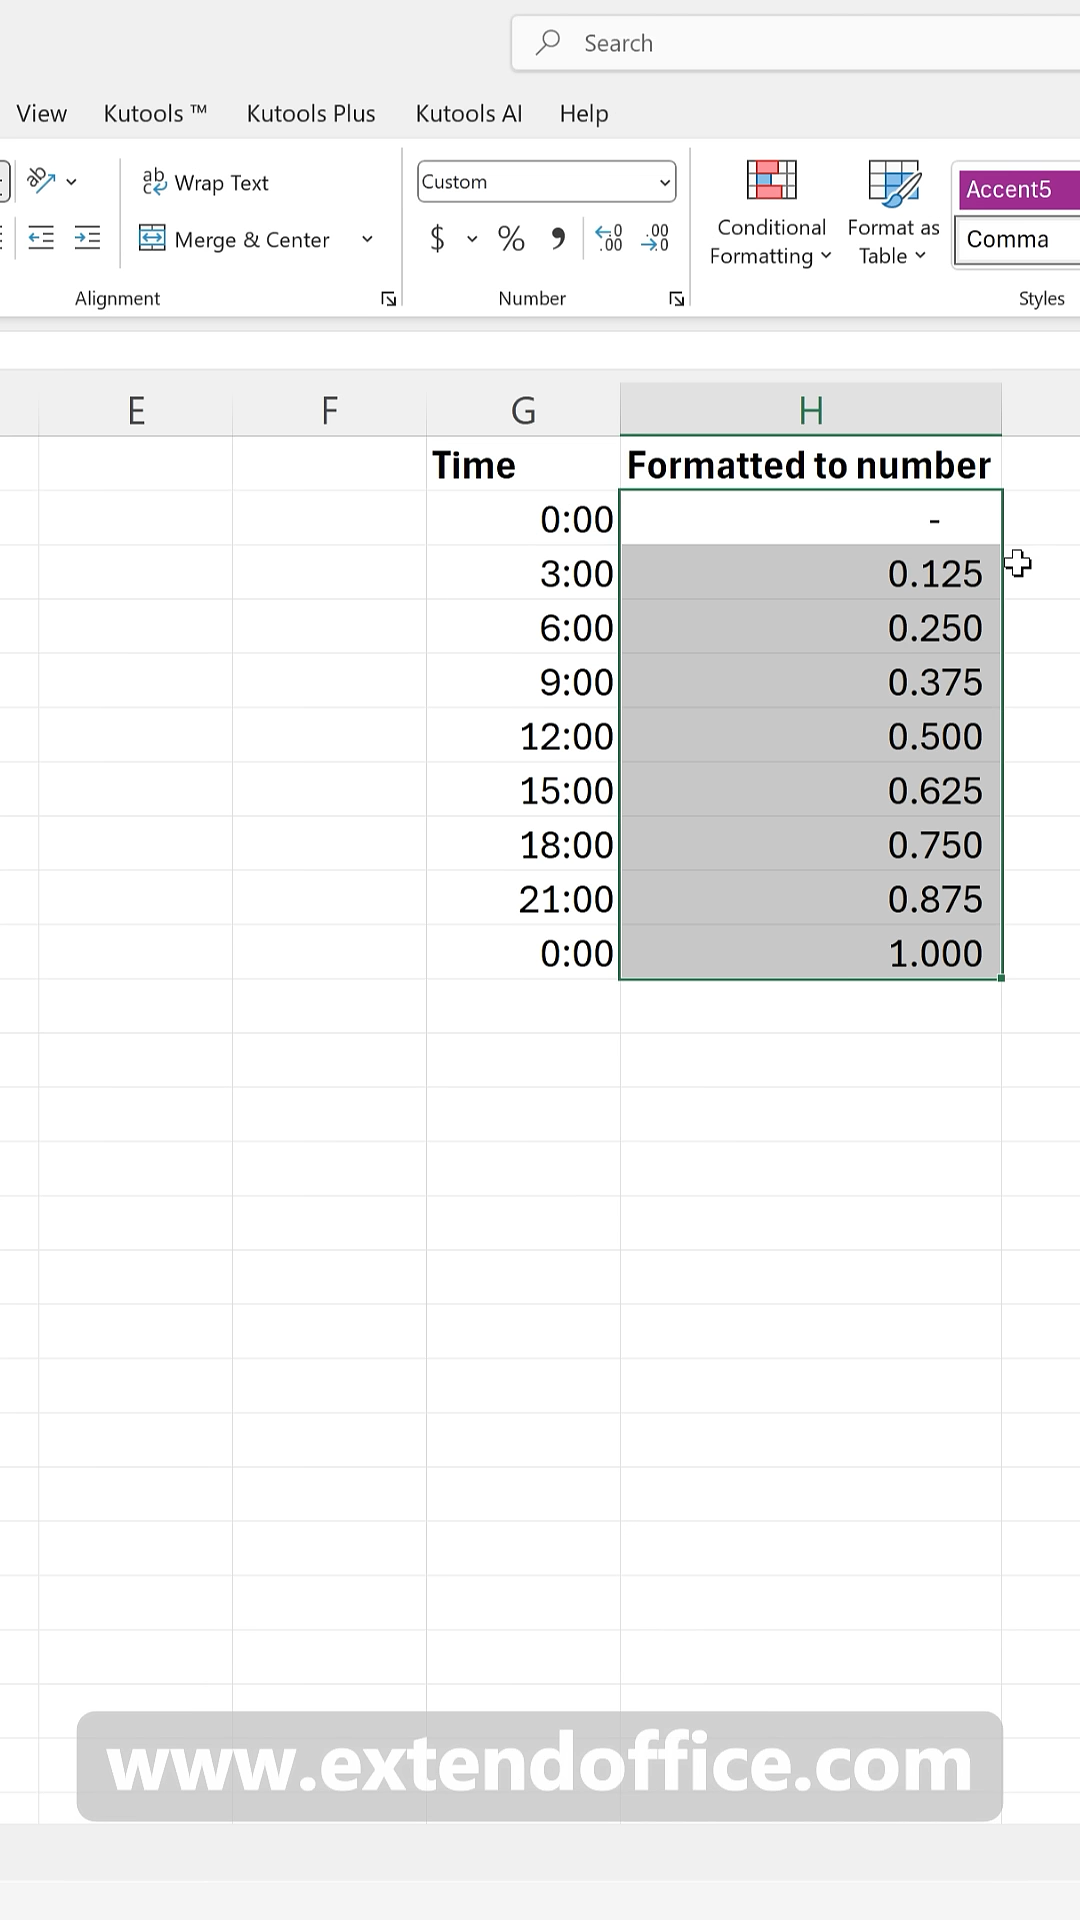 Search
View Kutools ™ Kutools Plus Kutools AI Help
ab Wrap Text Custom Accent5
Merge & Center $ % , .00 .00 Conditional Formatting Format as Table Comma
Alignment Number Styles
E F G H
Time Formatted to number
0:00 -
3:00 0.125
6:00 0.250
9:00 0.375
12:00 0.500
15:00 0.625
18:00 0.750
21:00 0.875
0:00 1.000
www.extendoffice.com